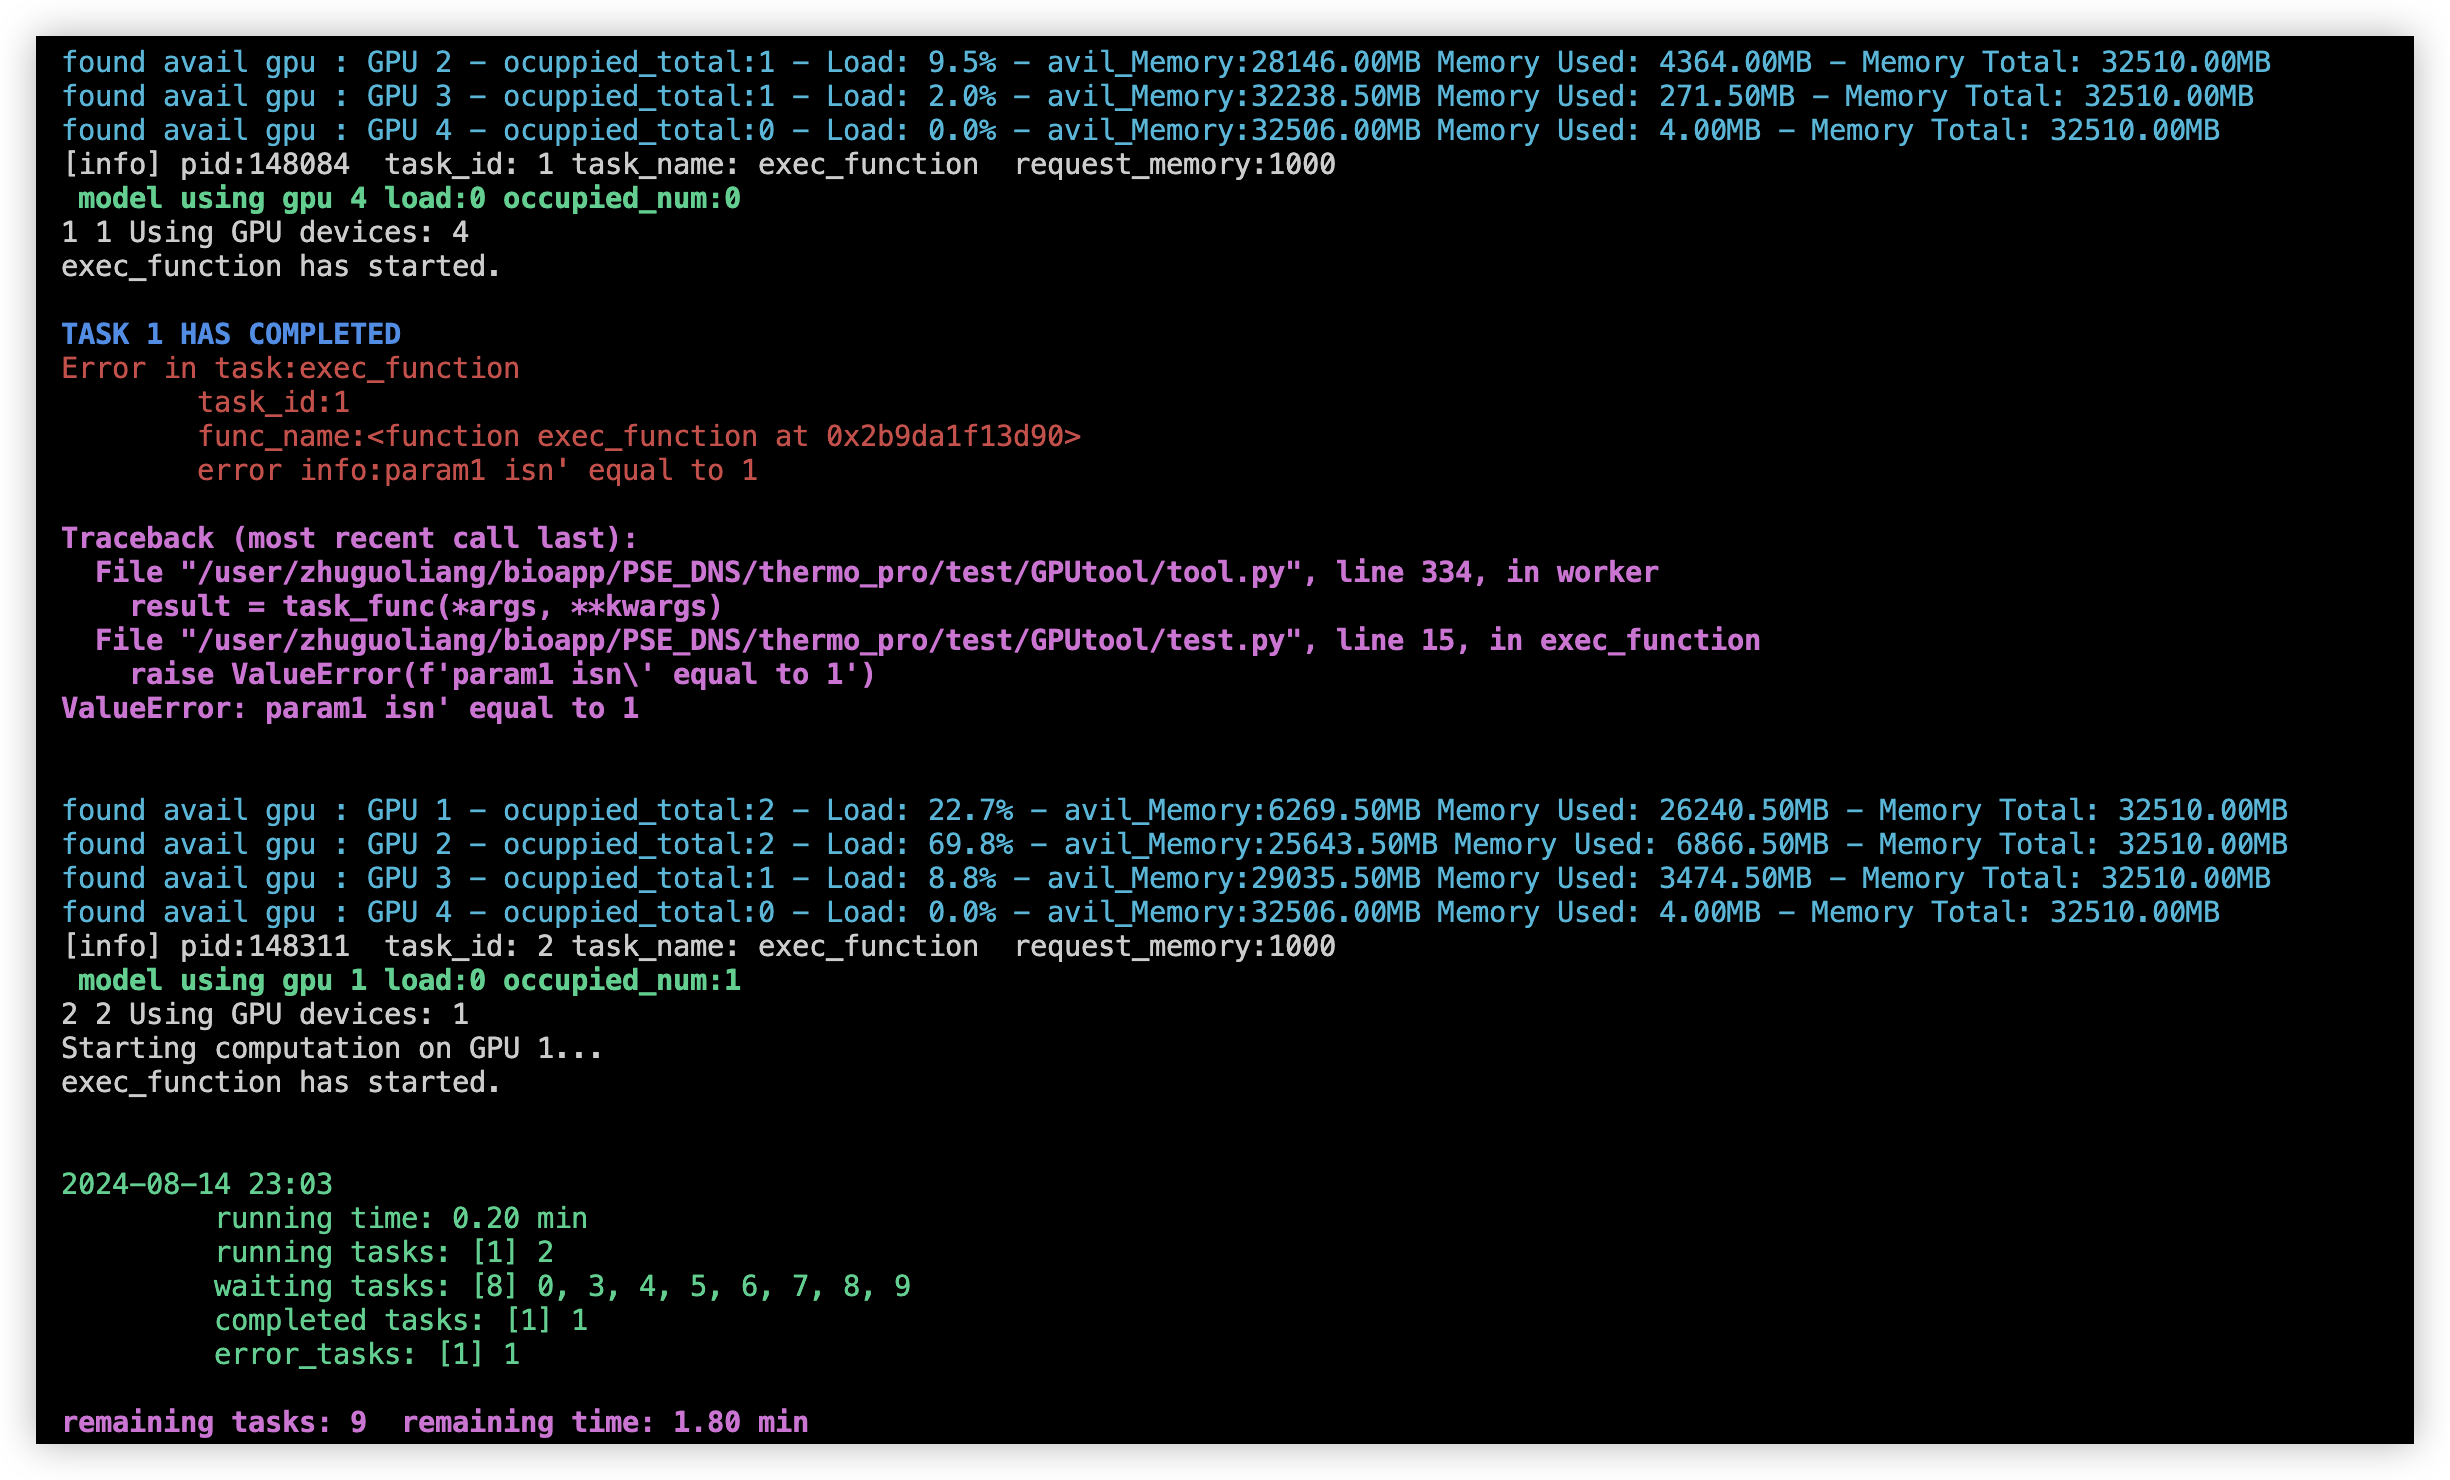 found avail gpu : GPU 2 - ocuppied_total:1 - Load: 9.5% - avil_Memory:28146.00MB Memory Used: 4364.00MB - Memory Total: 32510.00MB
found avail gpu : GPU 3 - ocuppied_total:1 - Load: 2.0% - avil_Memory:32238.50MB Memory Used: 271.50MB - Memory Total: 32510.00MB
found avail gpu : GPU 4 - ocuppied_total:0 - Load: 0.0% - avil_Memory:32506.00MB Memory Used: 4.00MB - Memory Total: 32510.00MB
[info] pid:148084  task_id: 1 task_name: exec_function  request_memory:1000
 model using gpu 4 load:0 occupied_num:0
1 1 Using GPU devices: 4
exec_function has started.

TASK 1 HAS COMPLETED
Error in task:exec_function
        task_id:1
        func_name:<function exec_function at 0x2b9da1f13d90>
        error info:param1 isn' equal to 1

Traceback (most recent call last):
  File "/user/zhuguoliang/bioapp/PSE_DNS/thermo_pro/test/GPUtool/tool.py", line 334, in worker
    result = task_func(*args, **kwargs)
  File "/user/zhuguoliang/bioapp/PSE_DNS/thermo_pro/test/GPUtool/test.py", line 15, in exec_function
    raise ValueError(f'param1 isn\' equal to 1')
ValueError: param1 isn' equal to 1

found avail gpu : GPU 1 - ocuppied_total:2 - Load: 22.7% - avil_Memory:6269.50MB Memory Used: 26240.50MB - Memory Total: 32510.00MB
found avail gpu : GPU 2 - ocuppied_total:2 - Load: 69.8% - avil_Memory:25643.50MB Memory Used: 6866.50MB - Memory Total: 32510.00MB
found avail gpu : GPU 3 - ocuppied_total:1 - Load: 8.8% - avil_Memory:29035.50MB Memory Used: 3474.50MB - Memory Total: 32510.00MB
found avail gpu : GPU 4 - ocuppied_total:0 - Load: 0.0% - avil_Memory:32506.00MB Memory Used: 4.00MB - Memory Total: 32510.00MB
[info] pid:148311  task_id: 2 task_name: exec_function  request_memory:1000
 model using gpu 1 load:0 occupied_num:1
2 2 Using GPU devices: 1
Starting computation on GPU 1...
exec_function has started.

2024-08-14 23:03
         running time: 0.20 min
         running tasks: [1] 2
         waiting tasks: [8] 0, 3, 4, 5, 6, 7, 8, 9
         completed tasks: [1] 1
         error_tasks: [1] 1

remaining tasks: 9  remaining time: 1.80 min